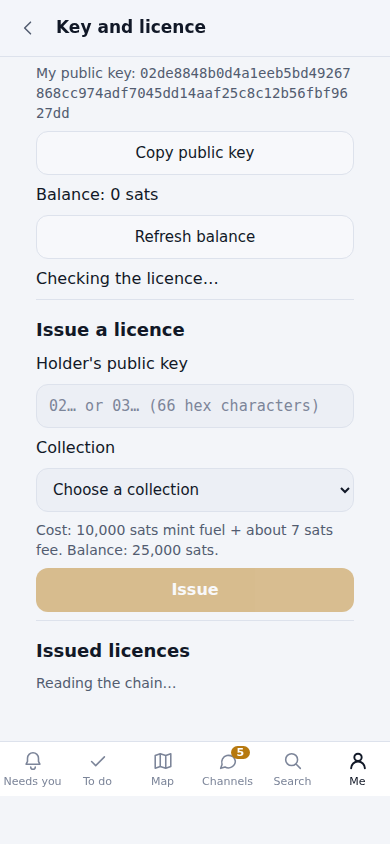 Key and licence
My public key: 02de8848b0d4a1eeb5bd49267
868cc974adf7045dd14aaf25c8c12b56fbf96
27dd
Copy public key
Balance: 0 sats
Refresh balance
Checking the licence…
Issue a licence
Holder's public key
02… or 03… (66 hex characters)
Collection
Choose a collection
Cost: 10,000 sats mint fuel + about 7 sats
fee. Balance: 25,000 sats.
Issue
Issued licences
Reading the chain…
5
Needs you
To do
Map
Channels
Search
Me